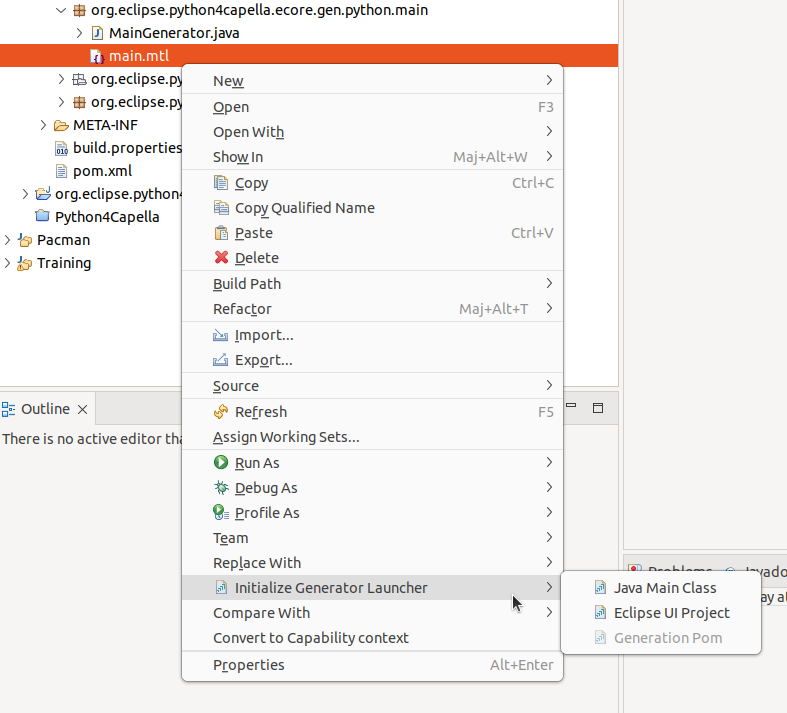 org.eclipse.python4capella.ecore.gen.python.main
MainGenerator.java
main.mtl
org.eclipse.py
org.eclipse.py
META-INF
build.properties
pom.xml
org.eclipse.python4
Python4Capella
Pacman
Training
New
Open F3
Open With
Show In Maj+Alt+W
Copy Ctrl+C
Copy Qualified Name
Paste Ctrl+V
Delete
Build Path
Refactor Maj+Alt+T
Import...
Export...
Source
Refresh F5
Assign Working Sets...
Run As
Debug As
Profile As
Team
Replace With
Initialize Generator Launcher
Compare With
Convert to Capability context
Properties Alt+Enter
Java Main Class
Eclipse UI Project
Generation Pom
Outline
There is no active editor tha
Problems Javado
ay at